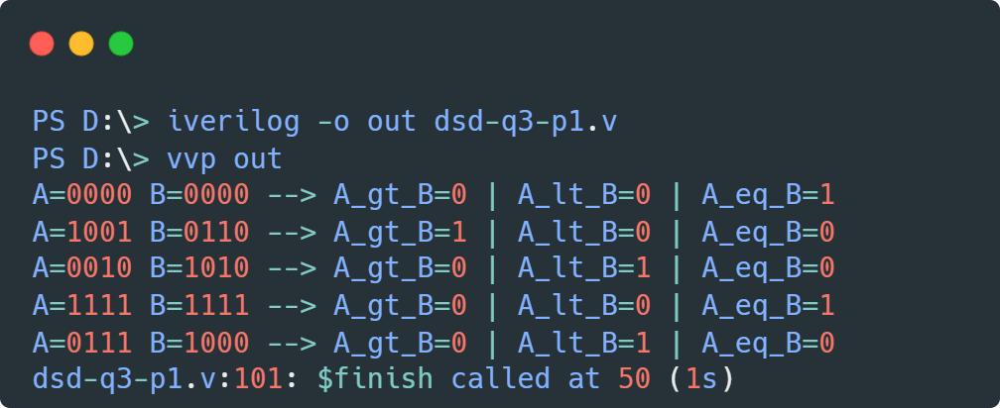 PS D:\> iverilog -o out dsd-q3-p1.v
PS D:\> vvp out
A=0000 B=0000 --> A_gt_B=0 | A_lt_B=0 | A_eq_B=1
A=1001 B=0110 --> A_gt_B=1 | A_lt_B=0 | A_eq_B=0
A=0010 B=1010 --> A_gt_B=0 | A_lt_B=1 | A_eq_B=0
A=1111 B=1111 --> A_gt_B=0 | A_lt_B=0 | A_eq_B=1
A=0111 B=1000 --> A_gt_B=0 | A_lt_B=1 | A_eq_B=0
dsd-q3-p1.v:101: $finish called at 50 (1s)